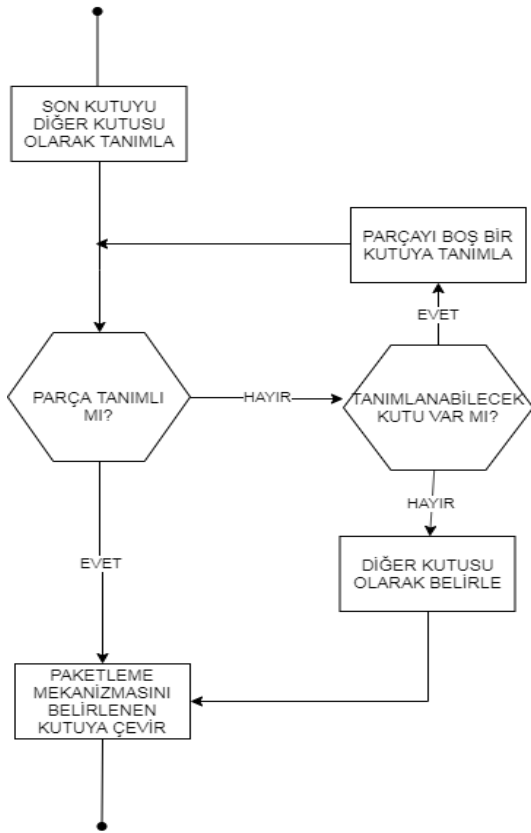 SON KUTUYU
DİĞER KUTUSU
OLARAK TANIMLA
PARÇAYI BOŞ BİR
KUTUYA TANIMLA
EVET
PARÇA TANIMLI
MI?
HAYIR
TANIMLANABİLECEK
KUTU VAR MI?
HAYIR
DİĞER KUTUSU
OLARAK BELİRLE
EVET
PAKETLEME
MEKANİZMASINI
BELİRLENEN
KUTUYA ÇEVİR